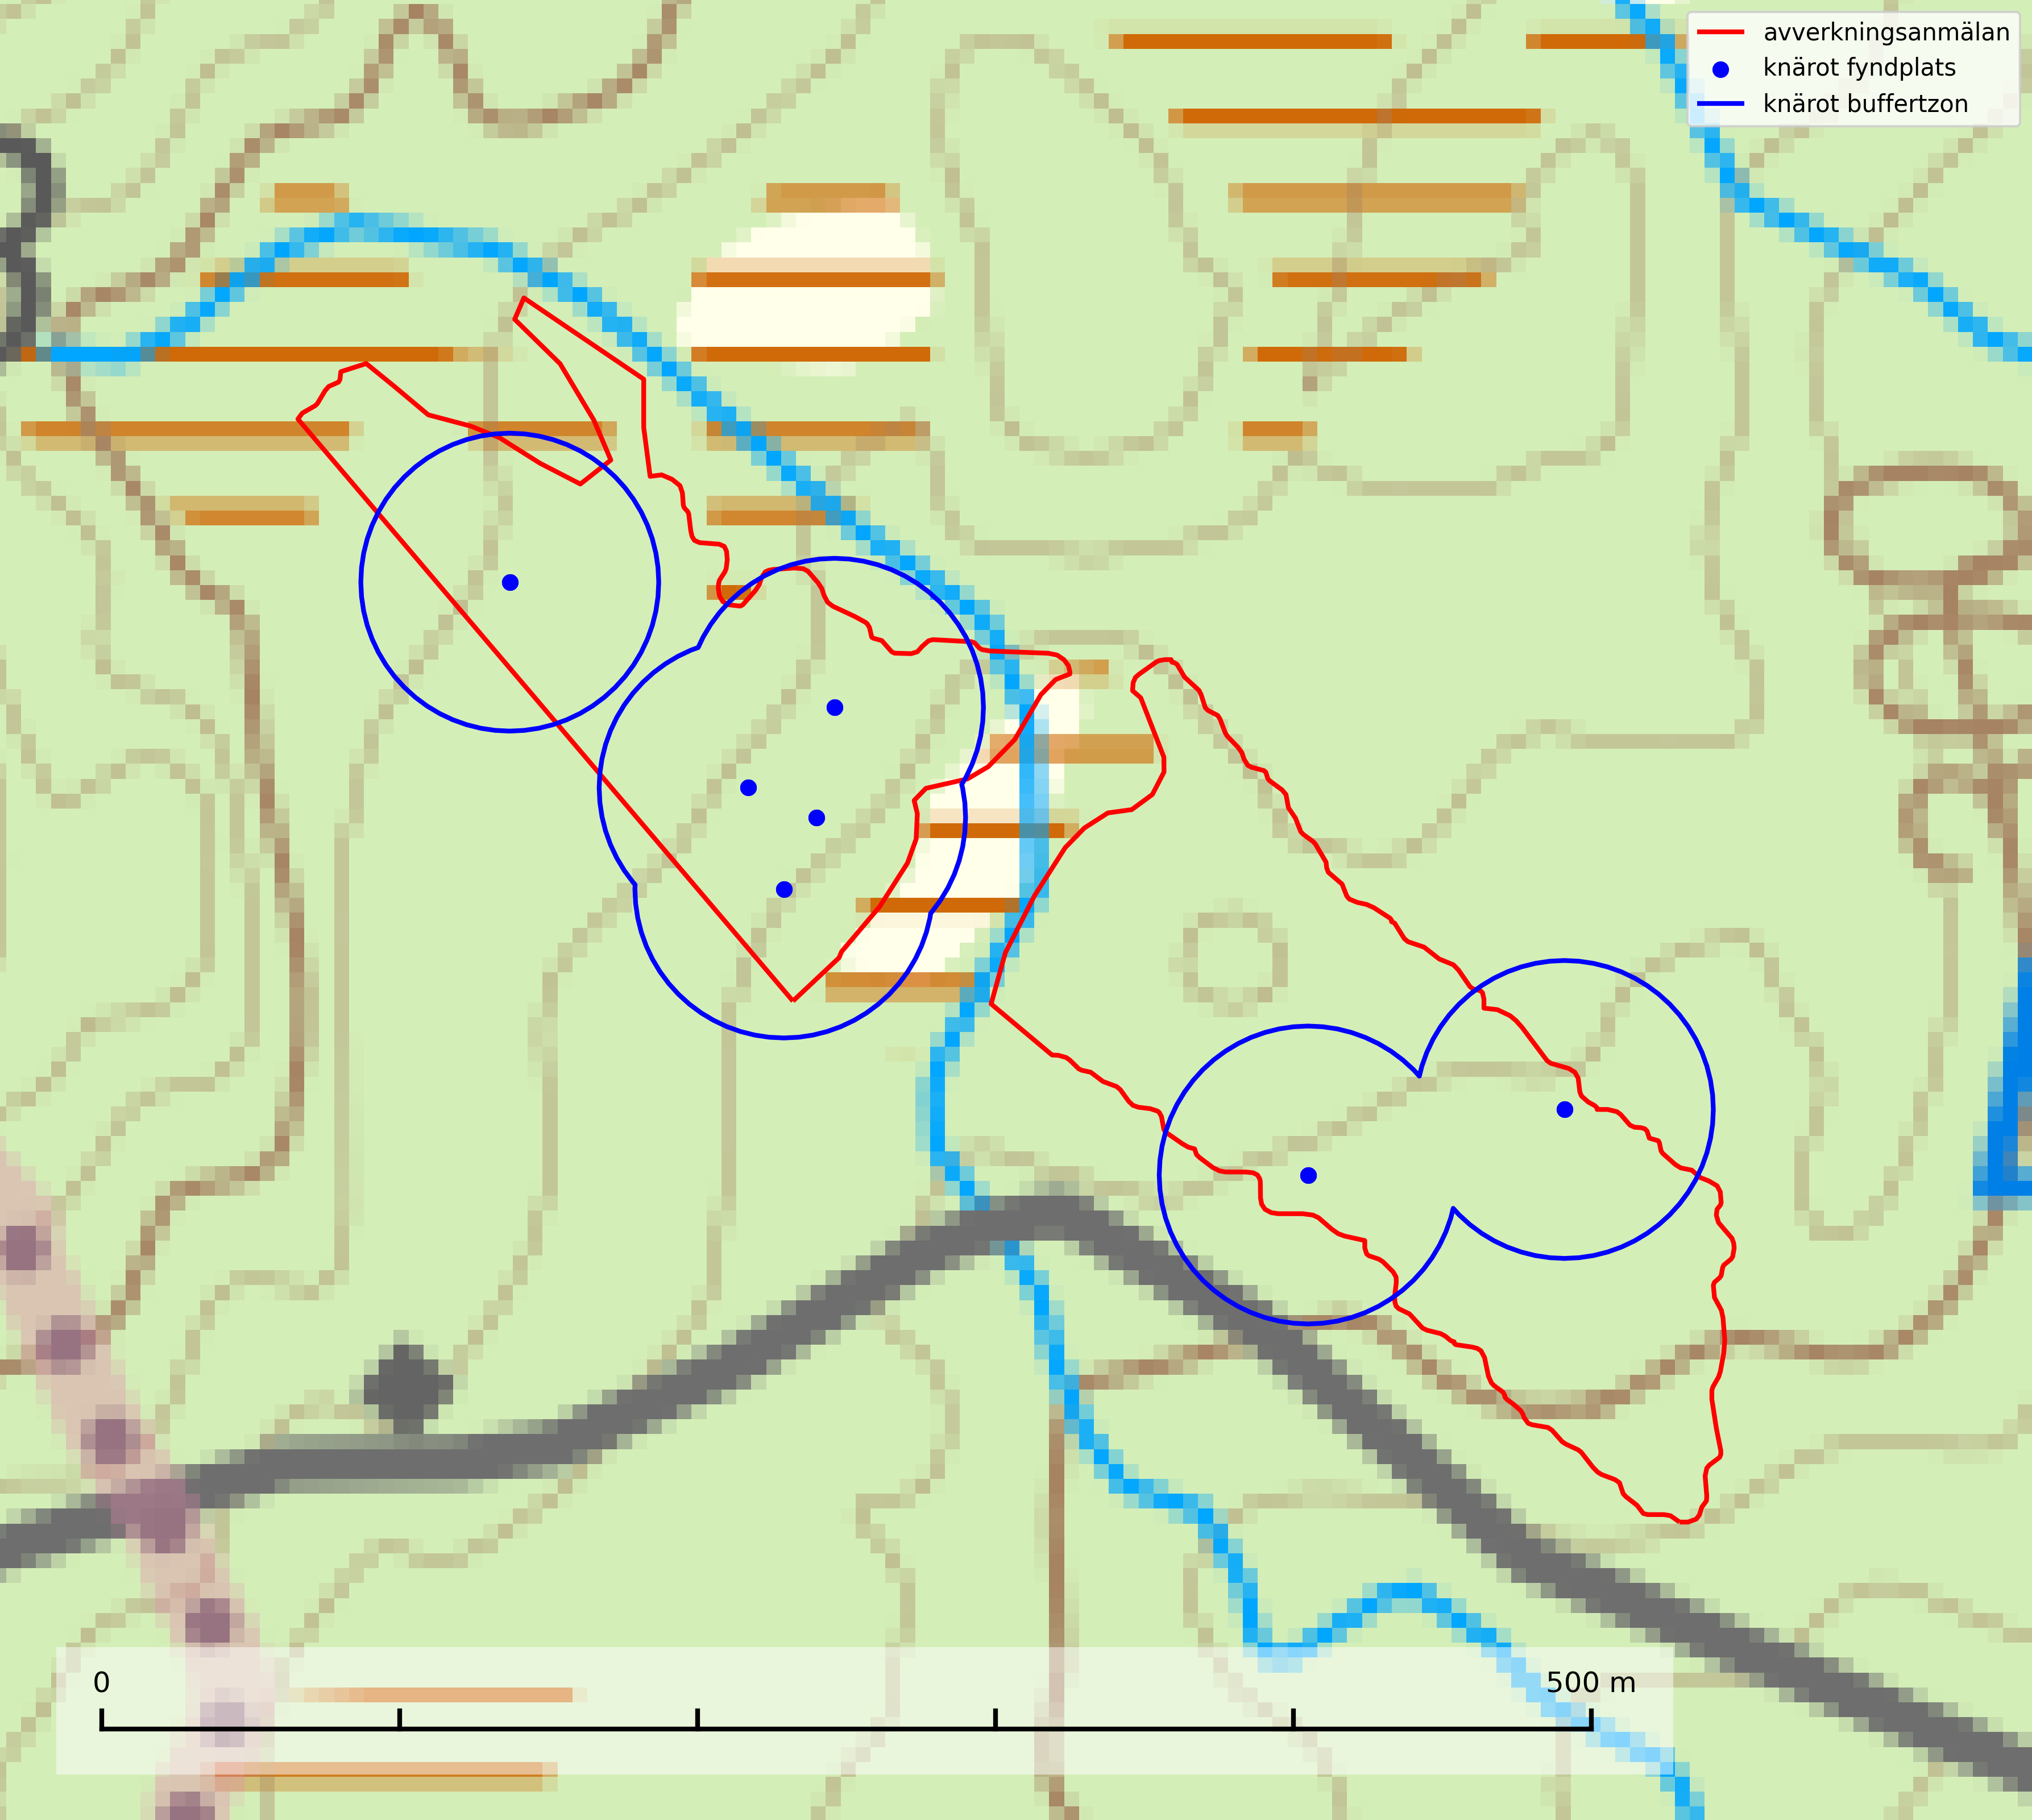 avverkningsanmälan
knärot fyndplats
knärot buffertzon
0 500 m